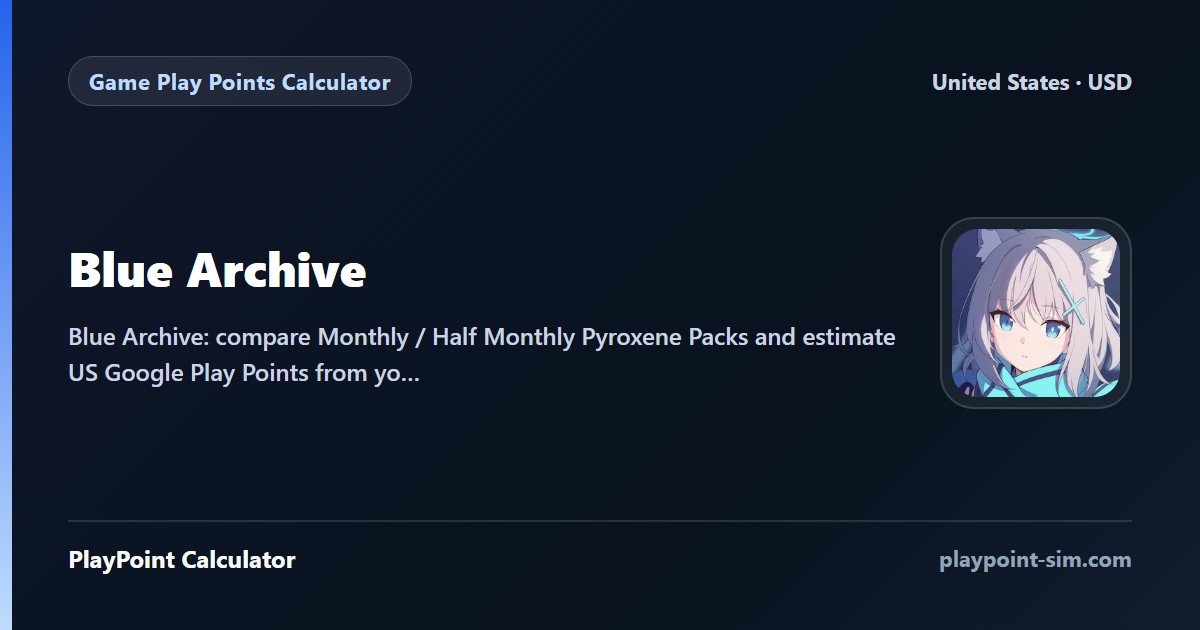 Game Play Points Calculator
United States · USD
Blue Archive
Blue Archive: compare Monthly / Half Monthly Pyroxene Packs and estimate
US Google Play Points from yo...
PlayPoint Calculator
playpoint-sim.com